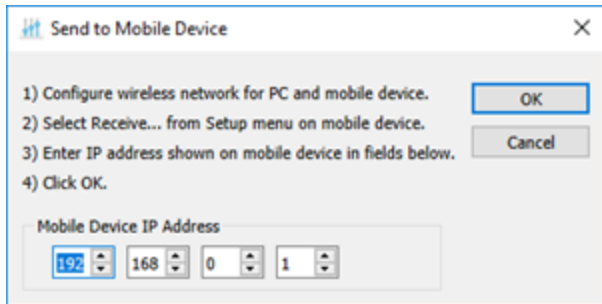 Send to Mobile Device
1) Configure wireless network for PC and mobile device.
2) Select Receive... from Setup menu on mobile device.
3) Enter IP address shown on mobile device in fields below.
4) Click OK.
OK
Cancel
Mobile Device IP Address
192 168 0 1